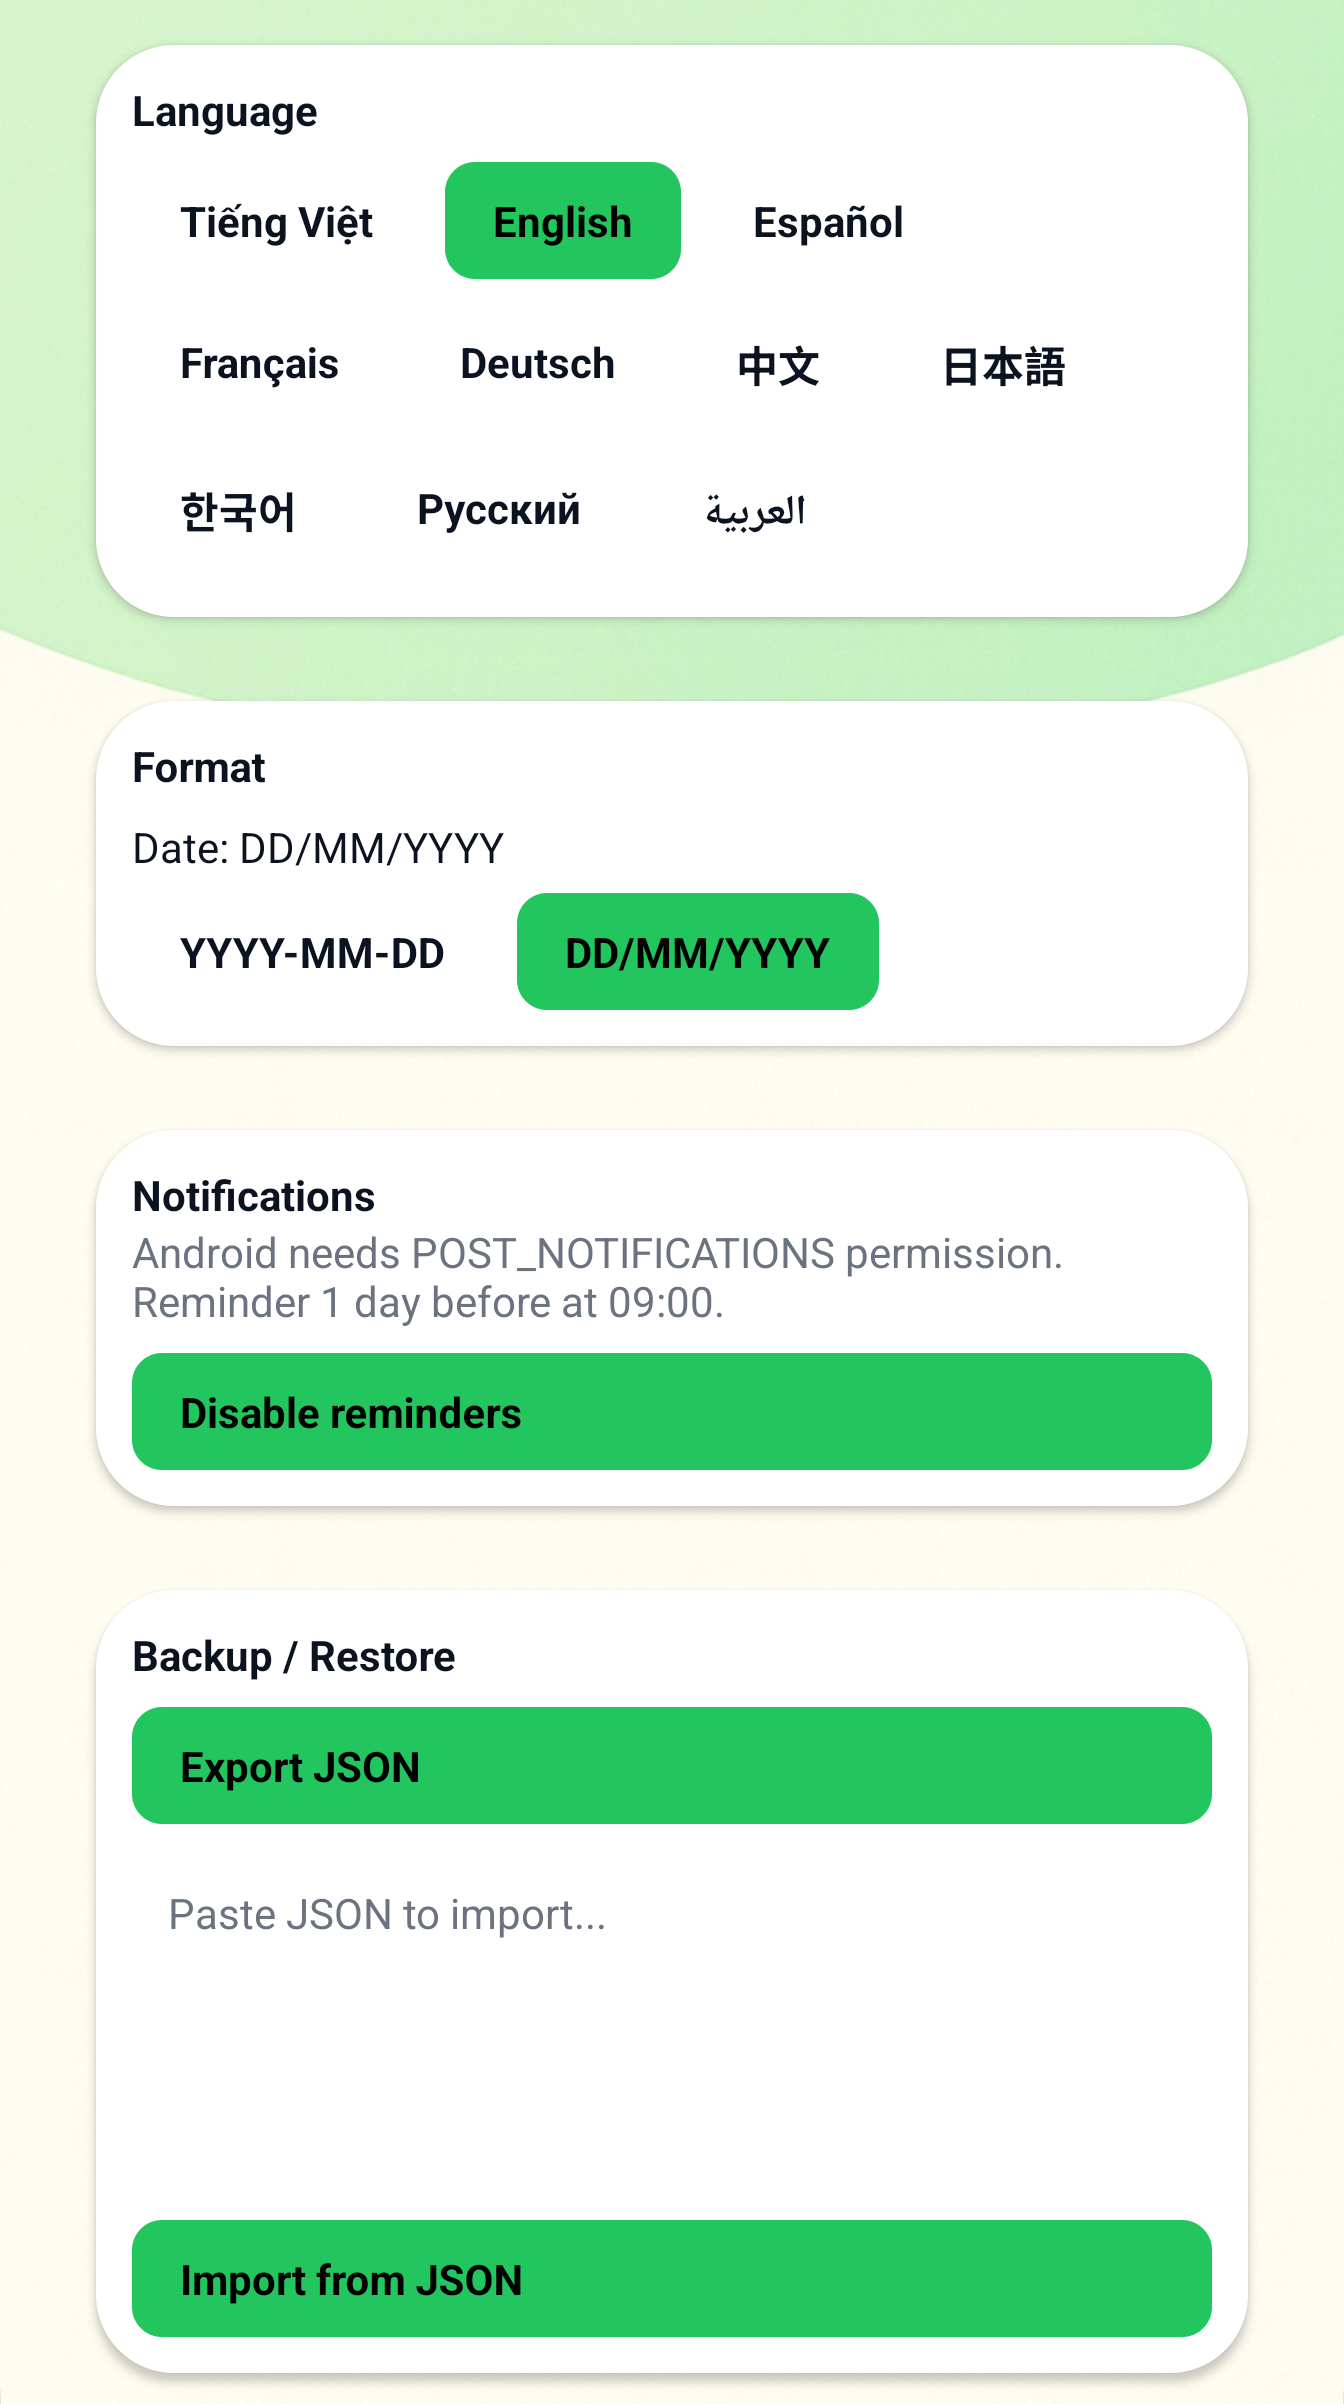 Language
Tiếng Việt English Español
Français Deutsch 中文 日本語
한국어 Русский العربية
Format
Date: DD/MM/YYYY
YYYY-MM-DD DD/MM/YYYY
Notifications
Android needs POST_NOTIFICATIONS permission.
Reminder 1 day before at 09:00.
Disable reminders
Backup / Restore
Export JSON
Paste JSON to import...
Import from JSON